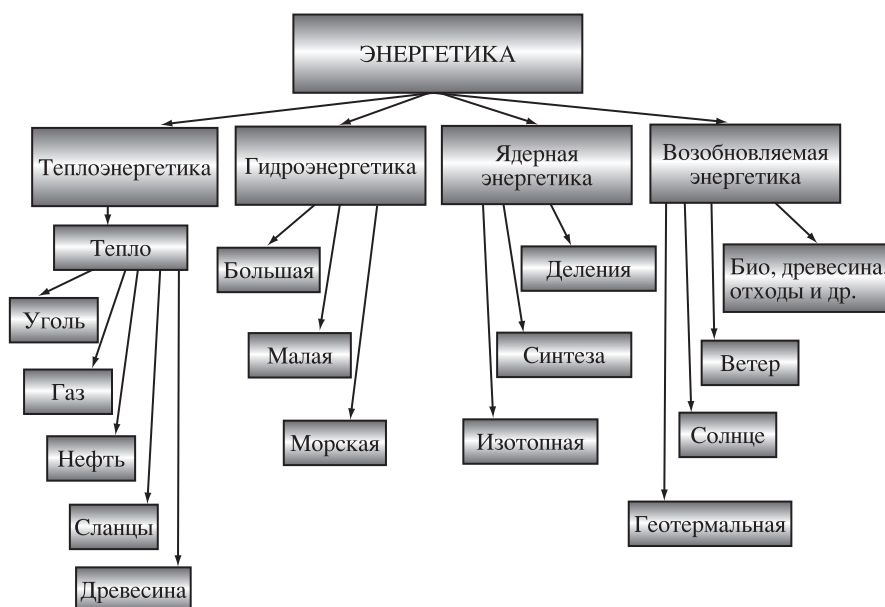 ЭНЕРГЕТИКА
Теплоэнергетика
Гидроэнергетика
Ядерная
энергетика
Возобновляемая
энергетика
Тепло
Уголь
Газ
Нефть
Сланцы
Древесина
Большая
Малая
Морская
Деления
Синтеза
Изотопная
Био, древесина,
отходы и др.
Ветер
Солнце
Геотермальная